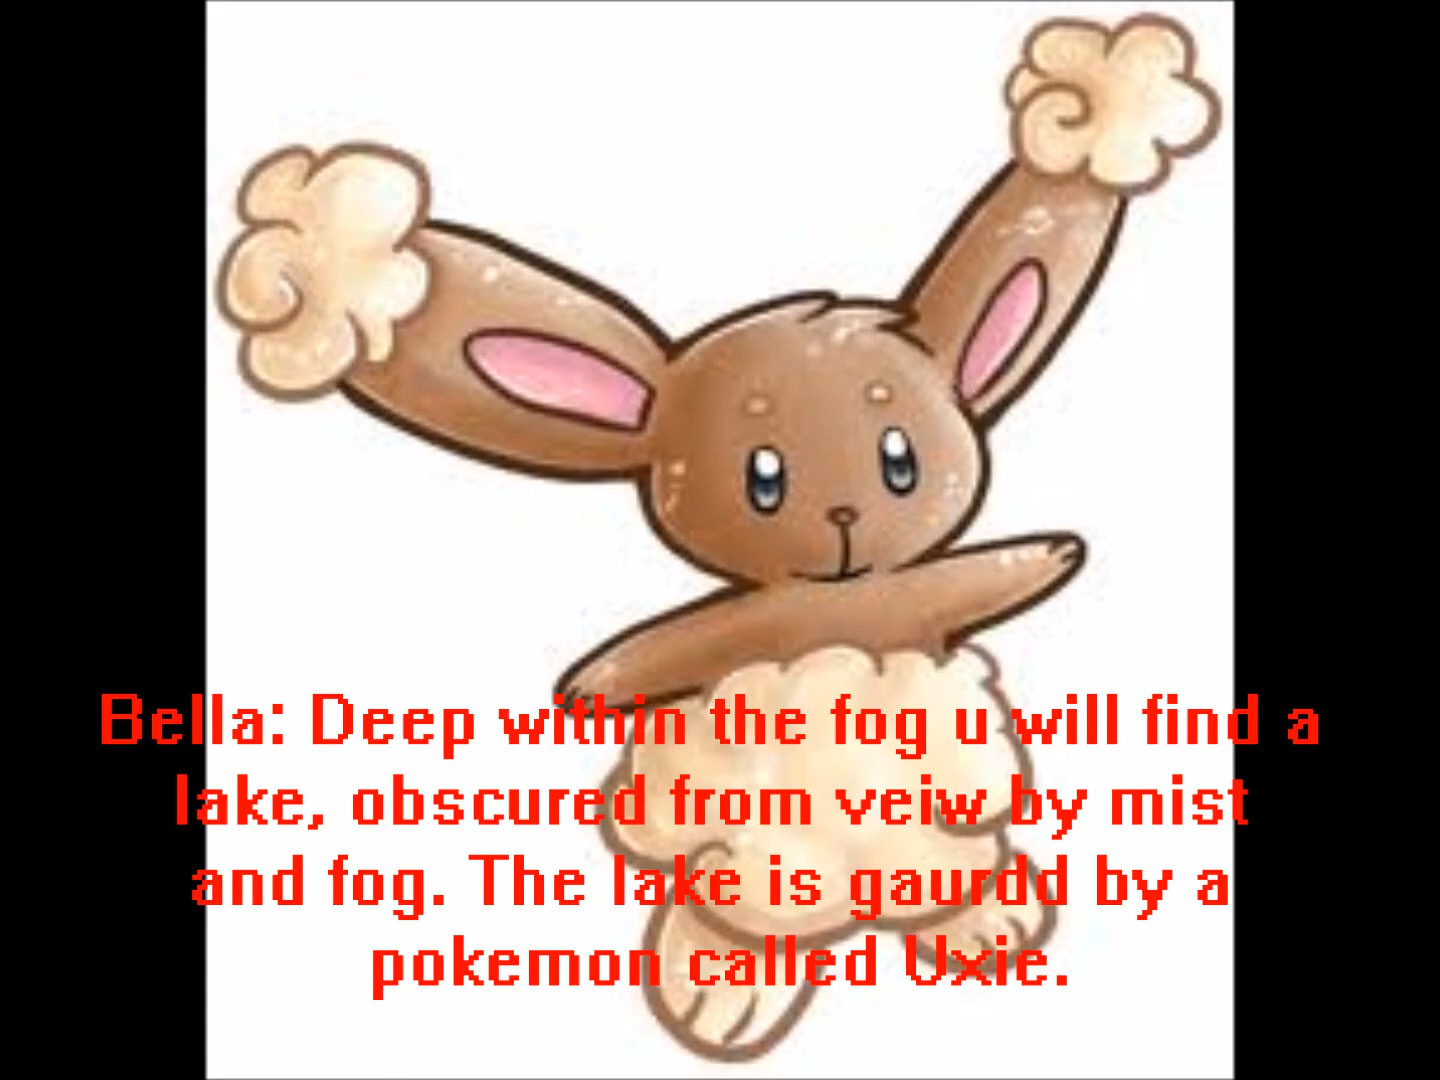 Bella: Deep within the fog u will find a
lake, obscured from veiw by mist
and fog. The lake is gaurdd by a
pokemon called Uxie.